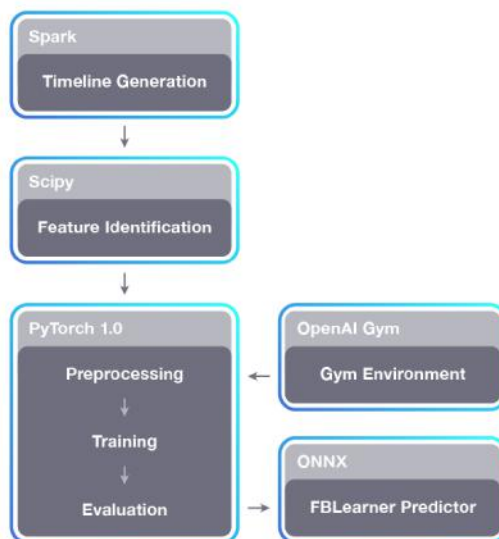 Spark
Timeline Generation
Scipy
Feature Identification
PyTorch 1.0
Preprocessing
Training
Evaluation
OpenAI Gym
Gym Environment
ONNX
FBLearner Predictor